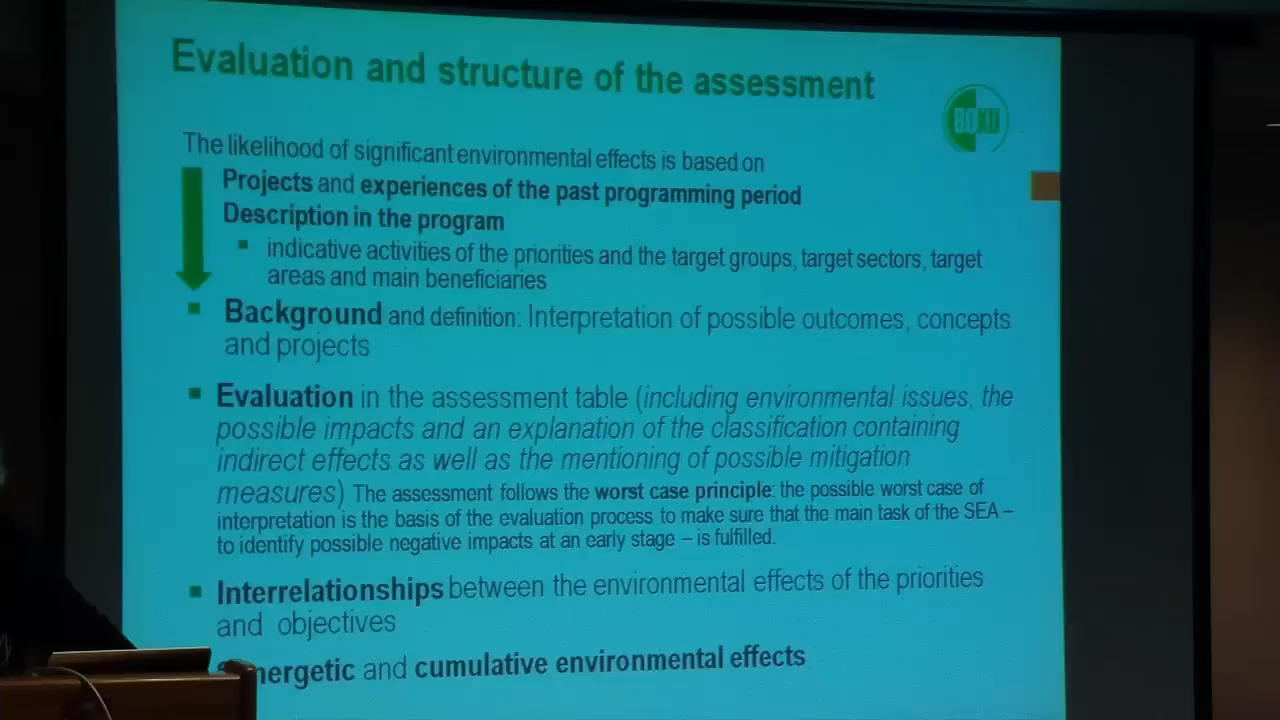 Evaluation and structure of the assessment
BOKU
The likelihood of significant environmental effects is based on
Projects and experiences of the past programming period
Description in the program
indicative activities of the priorities and the target groups, target sectors, target
areas and main beneficiaries
Background and definition: Interpretation of possible outcomes, concepts
and projects
Evaluation in the assessment table (including environmental issues, the
possible impacts and an explanation of the classification containing
indirect effects as well as the mentioning of possible mitigation
measures) The assessment follows the worst case principle: the possible worst case of
interpretation is the basis of the evaluation process to make sure that the main task of the SEA –
to identify possible negative impacts at an early stage – is fulfilled.
Interrelationships between the environmental effects of the priorities
and objectives
and cumulative environmental effects